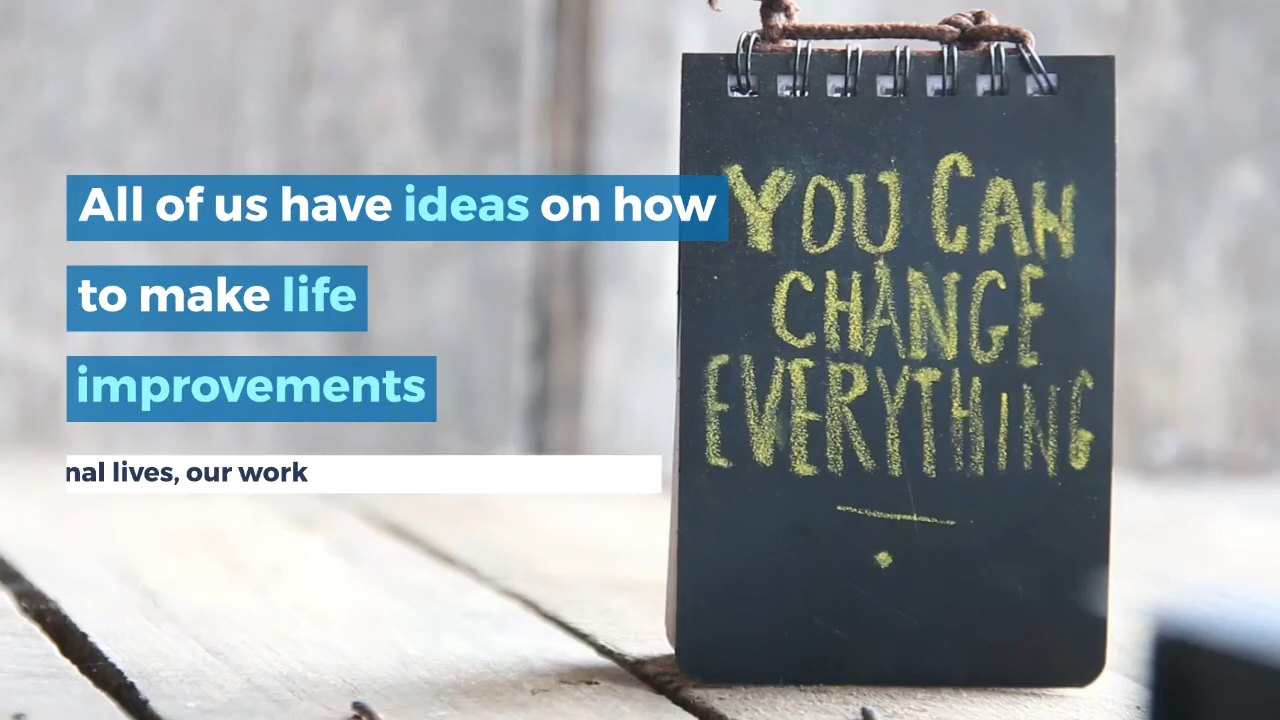 All of us have ideas on how
to make life
improvements
nal lives, our work
YOU CAN
CHANGE
EVERYTHING